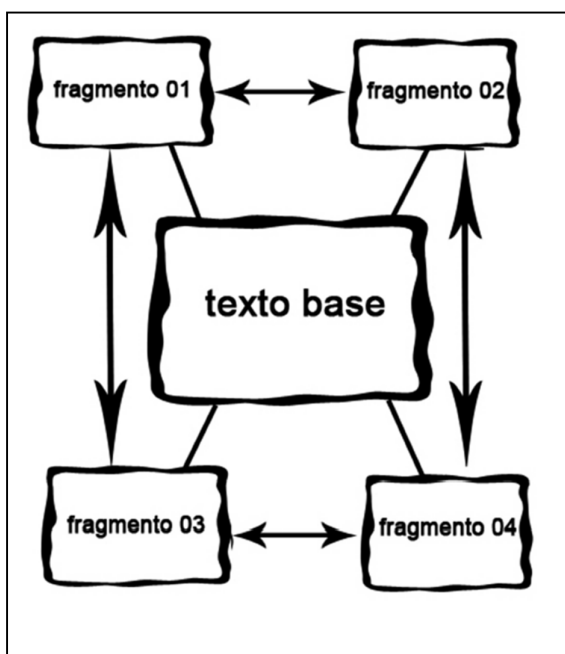 fragmento 01
fragmento 02
texto base
fragmento 03
fragmento 04